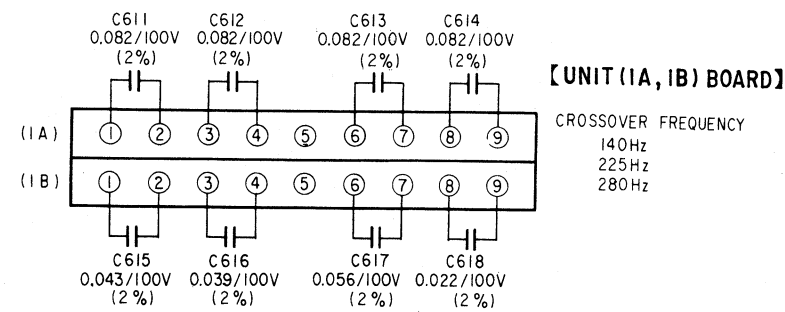 C611 C612 C613 C614
0.082/100V 0.082/100V 0.082/100V 0.082/100V
(2%) (2%) (2%) (2%)
【UNIT(1A,1B)BOARD】
CROSSOVER FREQUENCY
140Hz
225Hz
280Hz
(1A) 1 2 3 4 5 6 7 8 9
(1B) 1 2 3 4 5 6 7 8 9
C615 C616 C617 C618
0.043/100V 0.039/100V 0.056/100V 0.022/100V
(2%) (2%) (2%) (2%)